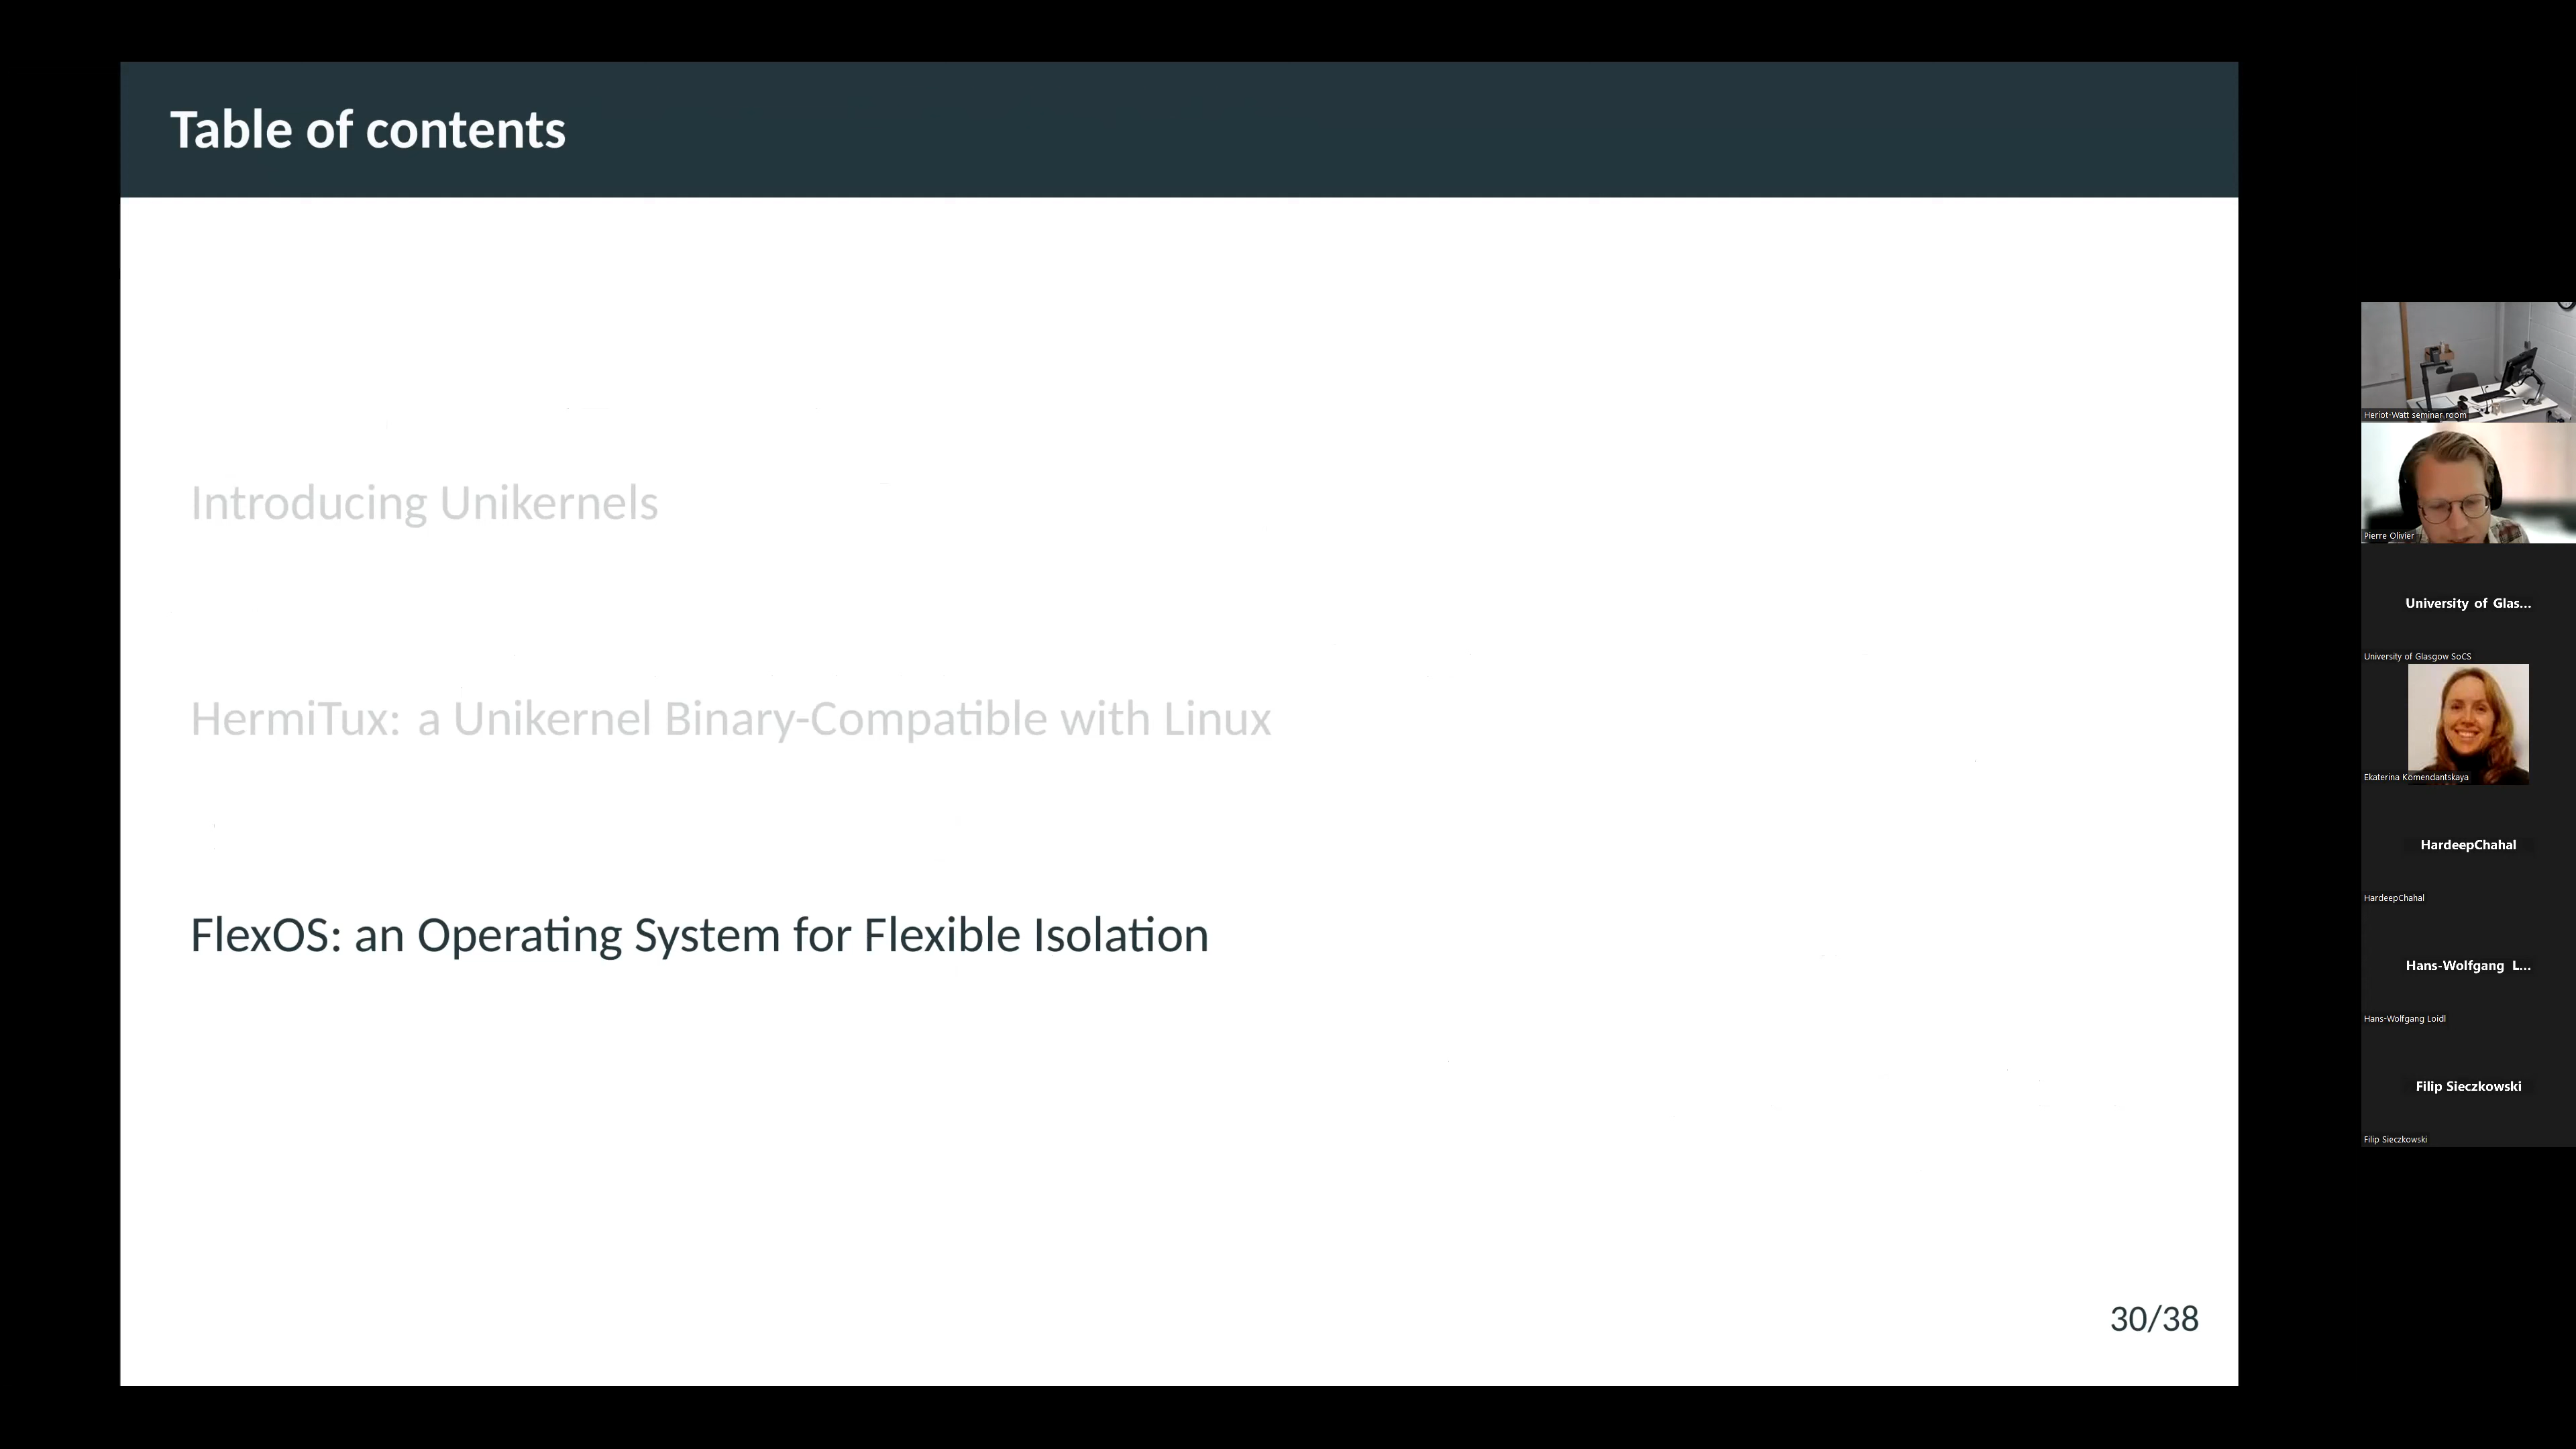 Table of contents
Introducing Unikernels
HermiTux: a Unikernel Binary-Compatible with Linux
FlexOS: an Operating System for Flexible Isolation
30/38
Heriot-Watt seminar room
Pierre Olivier
University of Glas...
University of Glasgow SoCS
Ekaterina Komendantskaya
HardeepChahal
HardeepChahal
Hans-Wolfgang L...
Hans-Wolfgang Loidl
Filip Sieczkowski
Filip Sieczkowski